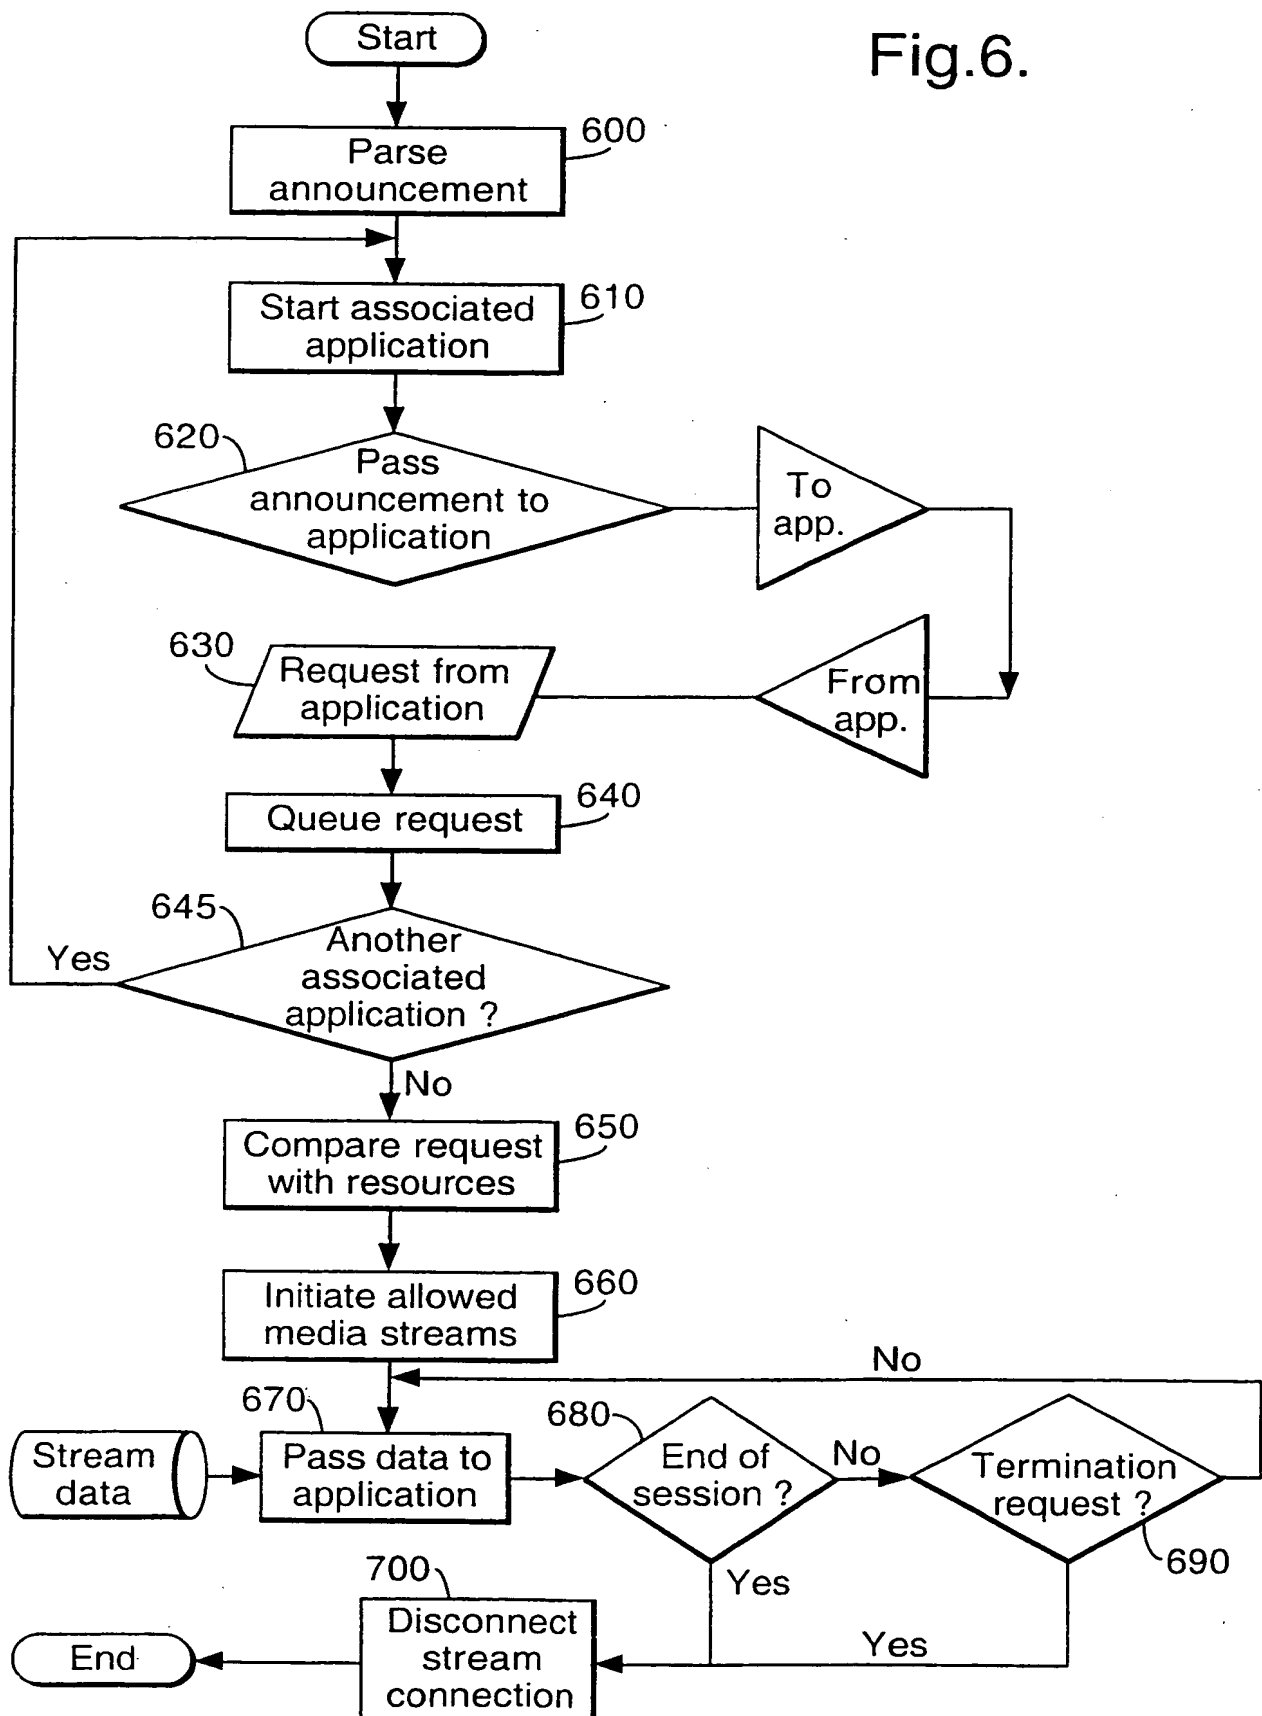 Start
Fig.6.
600
Parse
announcement
610
Start associated
application
620
Pass
announcement to
application
To
app.
630
Request from
application
From
app.
640
Queue request
645
Another
associated
application ?
Yes
No
650
Compare request
with resources
660
Initiate allowed
media streams
No
670
680
Stream
data
Pass data to
application
End of
session ?
No
Termination
request ?
690
Yes
700
Disconnect
stream
connection
Yes
End